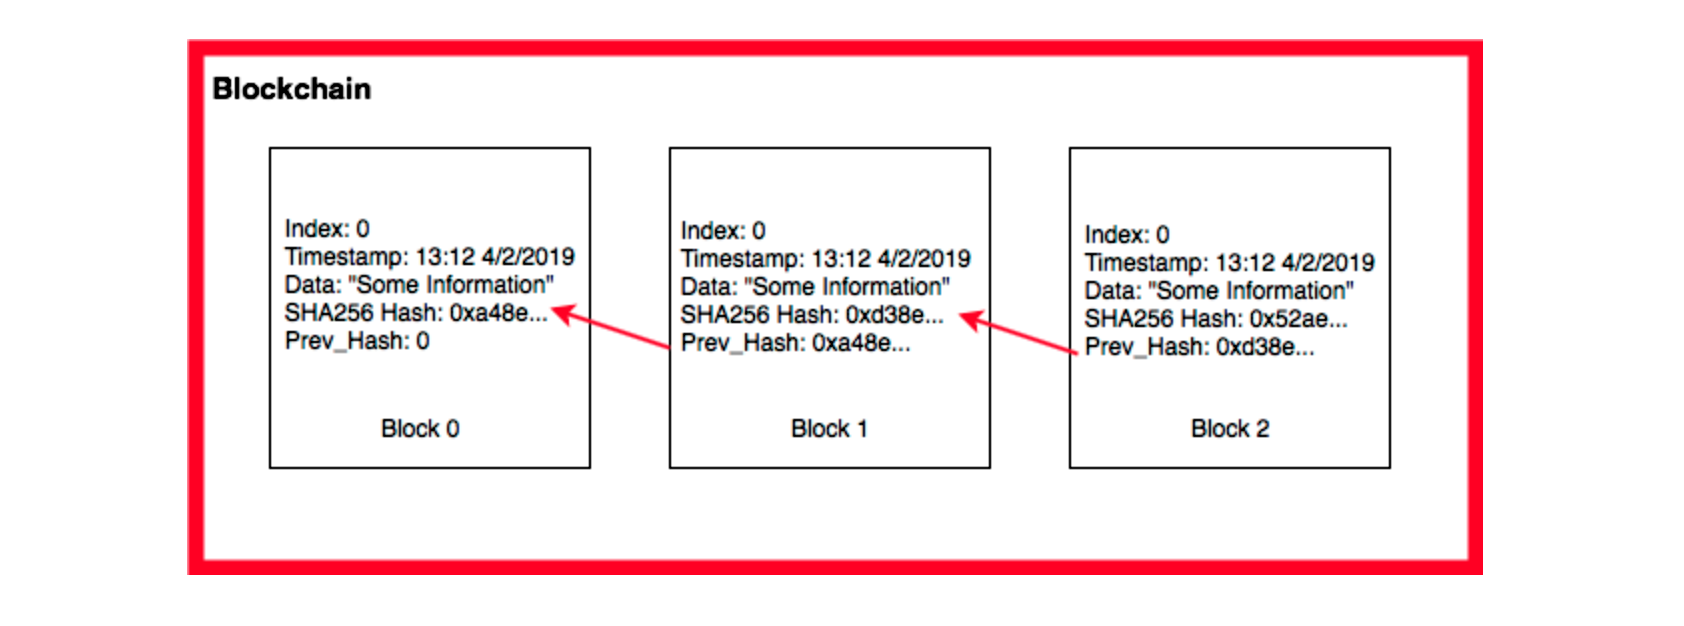 Blockchain
Index: 0
Timestamp: 13:12 4/2/2019
Data: "Some Information"
SHA256 Hash: 0xa48e...
Prev_Hash: 0
Block 0
Index: 0
Timestamp: 13:12 4/2/2019
Data: "Some Information"
SHA256 Hash: 0xd38e...
Prev_Hash: 0xa48e...
Block 1
Index: 0
Timestamp: 13:12 4/2/2019
Data: "Some Information"
SHA256 Hash: 0x52ae...
Prev_Hash: 0xd38e...
Block 2